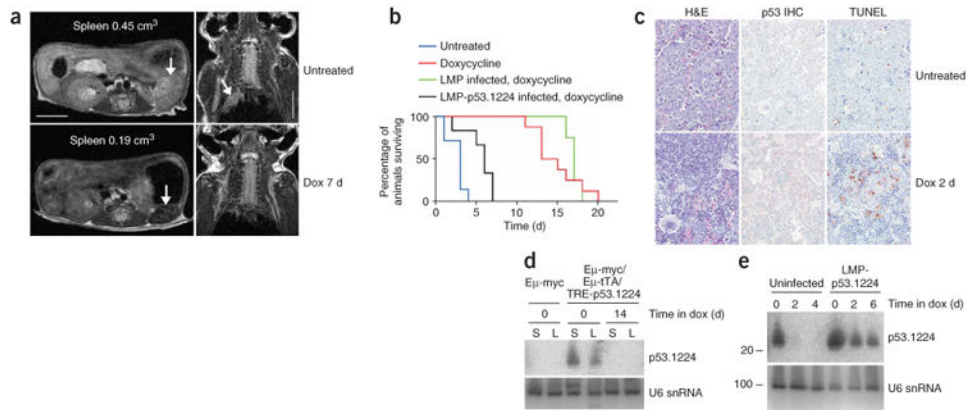 a
Spleen 0.45 cm³
Untreated
Spleen 0.19 cm³
Dox 7 d
b
Untreated
Doxycycline
LMP infected, doxycycline
LMP-p53.1224 infected, doxycycline
Percentage of
animals surviving
100
50
0
0 5 10 15 20
Time (d)
c
H&E p53 IHC TUNEL
Untreated
Dox 2 d
d
Eμ-myc
Eμ-myc/
Eμ-tTA/
TRE-p53.1224
0 0 14 Time in dox (d)
S L S L S L
p53.1224
U6 snRNA
e
Uninfected
LMP-
p53.1224
0 2 4 0 2 6 Time in dox (d)
20
p53.1224
100
U6 snRNA